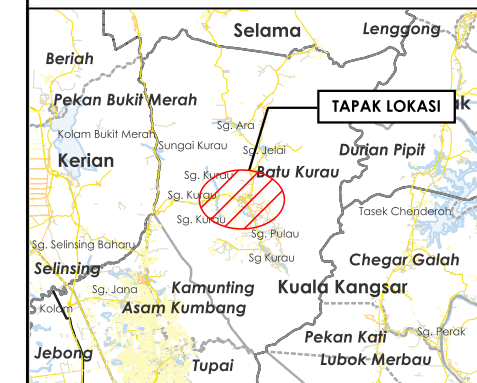 Selama
Lenggong
Beriah
Pekan Bukit Merah
TAPAK LOKASI
k
Sg. Ara
Kolam Bukit Merah
Sungai Kurau
Sg. Jelai
Durian Pipit
Kerian
Sg. Kurau
Batu Kurau
Sg. Kurau
Tasek Chenderoh
Sg. Kurau
Sg. Pulau
Sg. Selinsing Baharu
Sg Kurau
Chegar Galah
Selinsing
Sg. Jana
Kamunting
Kuala Kangsar
Kolam
Asam Kumbang
Pekan Kati
Sg. Perak
Jebong
Tupai
Lubok Merbau